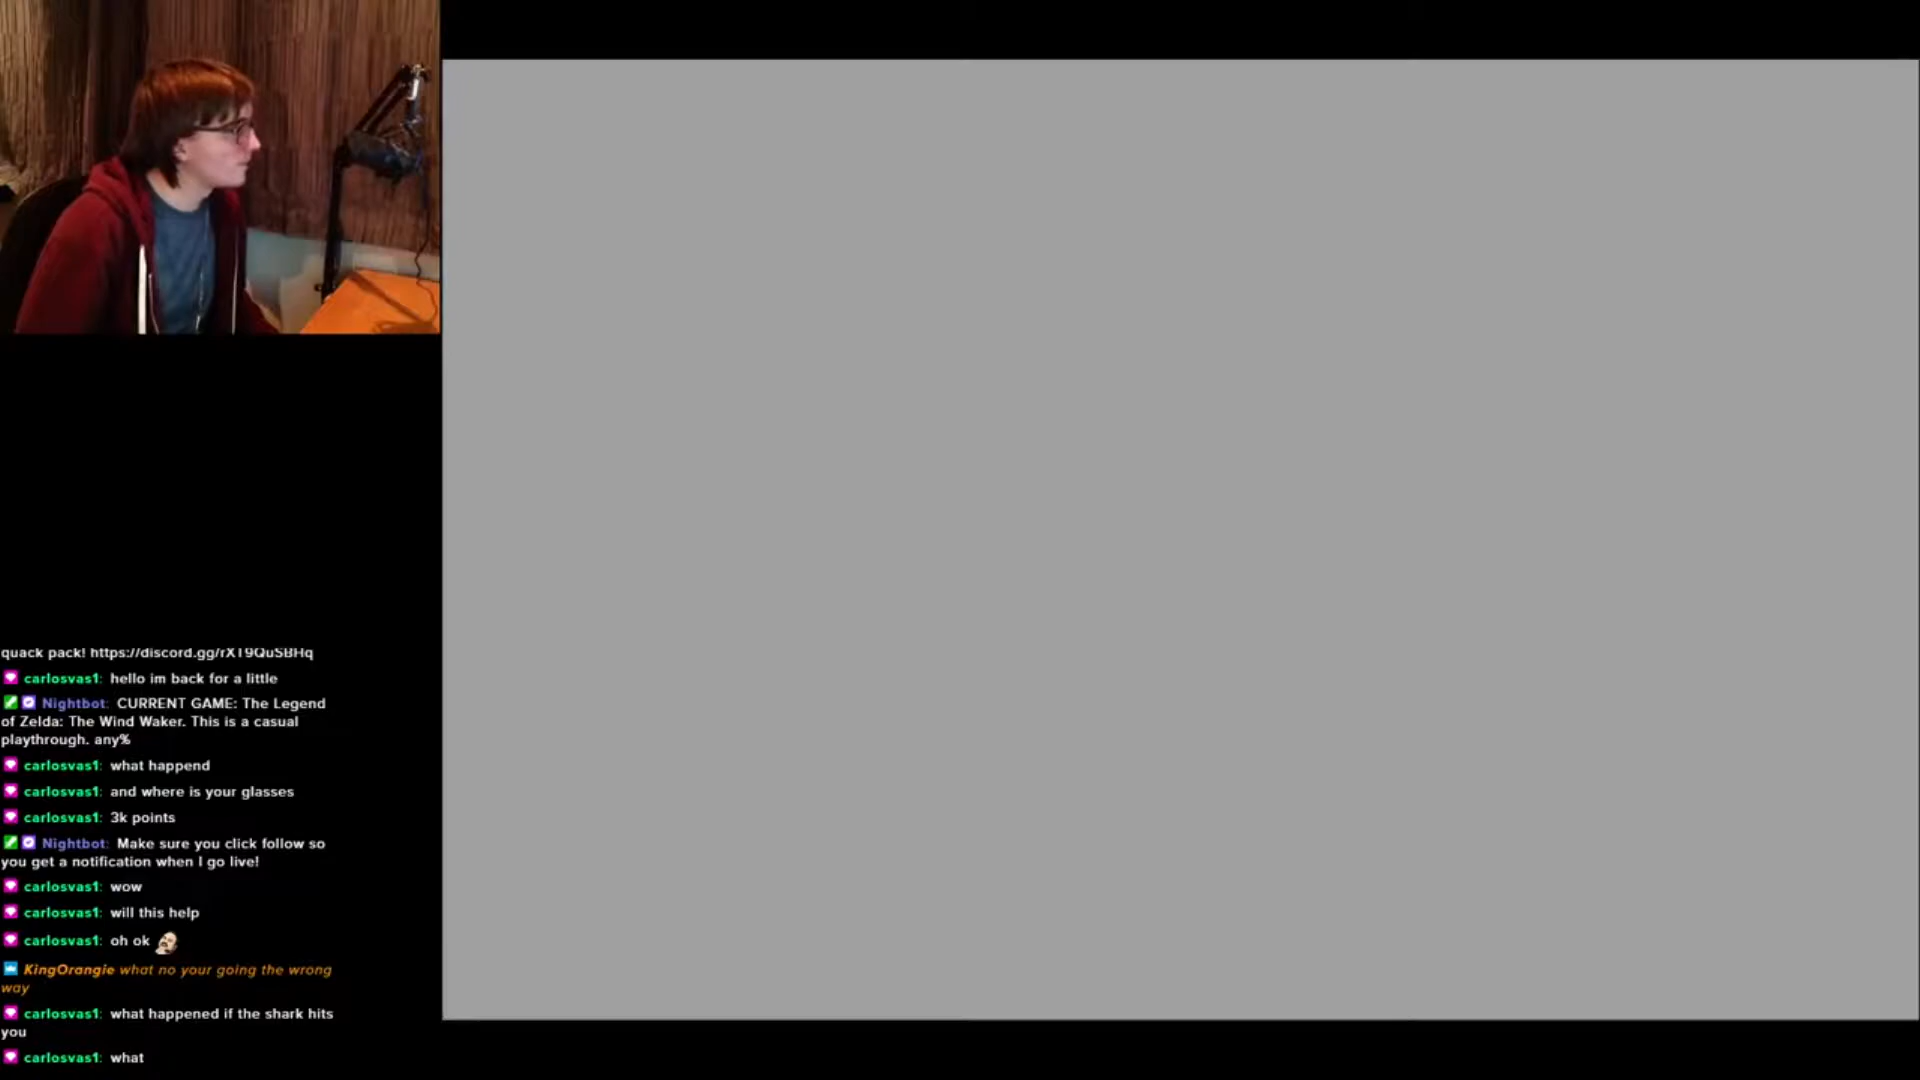 quack pack! https://discord.gg/rXT9QuSBHq
carlosvas1: hello im back for a little
Nightbot: CURRENT GAME: The Legend
of Zelda: The Wind Waker. This is a casual
playthrough. any%
carlosvas1: what happend
carlosvas1: and where is your glasses
carlosvas1: 3k points
Nightbot: Make sure you click follow so
you get a notification when I go live!
carlosvas1: wow
carlosvas1: will this help
carlosvas1: oh ok
KingOrangie what no your going the wrong
way
carlosvas1: what happened if the shark hits
you
carlosvas1: what